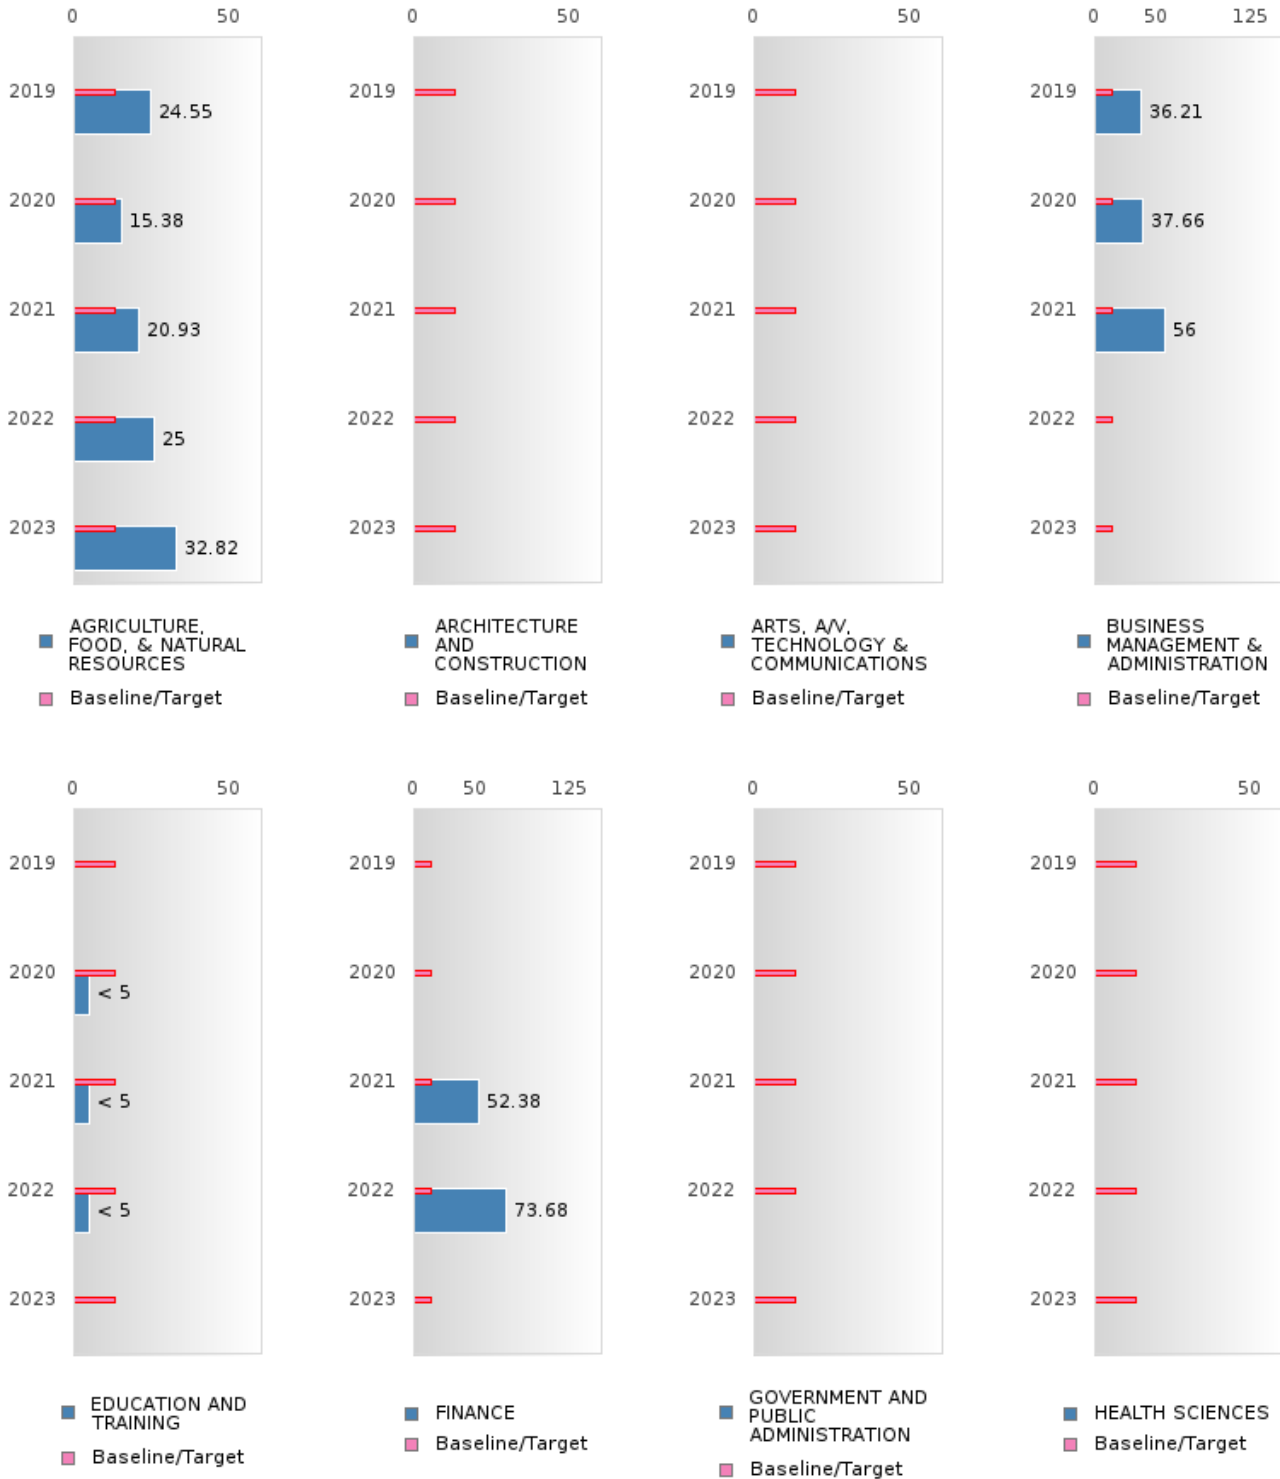 0 50
2019
24.55
2020
15.38
2021
20.93
2022
25
2023
32.82
AGRICULTURE,
FOOD, & NATURAL
RESOURCES
Baseline/Target
0 50
2019
2020
2021
2022
2023
ARCHITECTURE
AND
CONSTRUCTION
Baseline/Target
0 50
2019
2020
2021
2022
2023
ARTS, A/V,
TECHNOLOGY &
COMMUNICATIONS
Baseline/Target
0 50 125
2019
36.21
2020
37.66
2021
56
2022
2023
BUSINESS
MANAGEMENT &
ADMINISTRATION
Baseline/Target
0 50
2019
2020
< 5
2021
< 5
2022
< 5
2023
EDUCATION AND
TRAINING
Baseline/Target
0 50 125
2019
2020
2021
52.38
2022
73.68
2023
FINANCE
Baseline/Target
0 50
2019
2020
2021
2022
2023
GOVERNMENT AND
PUBLIC
ADMINISTRATION
Baseline/Target
0 50
2019
2020
2021
2022
2023
HEALTH SCIENCES
Baseline/Target